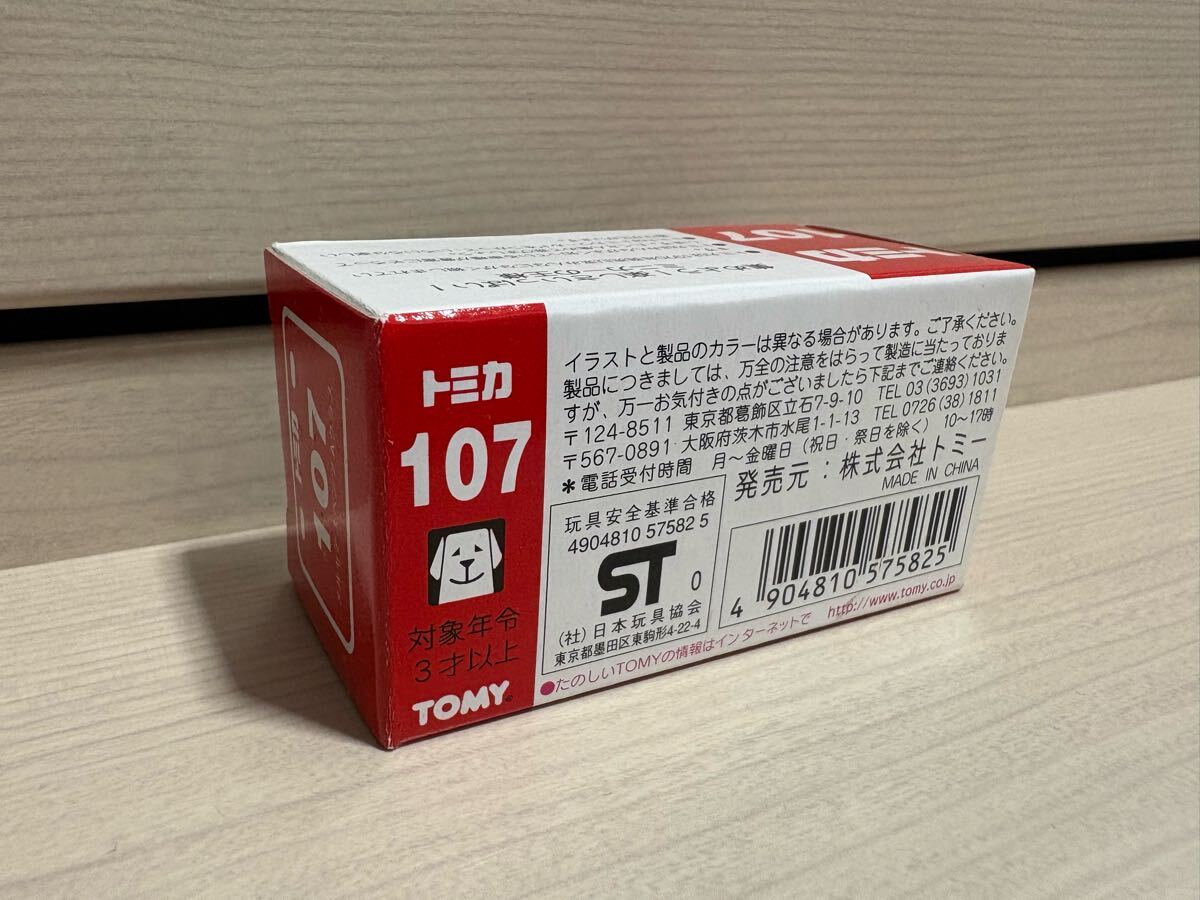 トミカ
107
対象年令
3才以上
TOMY
イラストと製品のカラーは異なる場合があります。ご了承ください。
製品につきましては、万全の注意をはらって製造に当たっておりま
すが、万一お気付きの点がございましたら下記までご連絡ください。
〒124-8511 東京都葛飾区立石7-9-10 TEL 03(3693)1031
〒567-0891 大阪府茨木市水尾1-1-13 TEL 0726(38)1811
*電話受付時間 月〜金曜日(祝日・祭日を除く) 10〜17時
発売元:株式会社トミー
MADE IN CHINA
玩具安全基準合格
4904810 57582 5
ST 0
(社)日本玩具協会
東京都墨田区東駒形4-22-4
4 904810 575825
●たのしいTOMYの情報はインターネットで http://www.tomy.co.jp
トミカ
107
トミカ
107